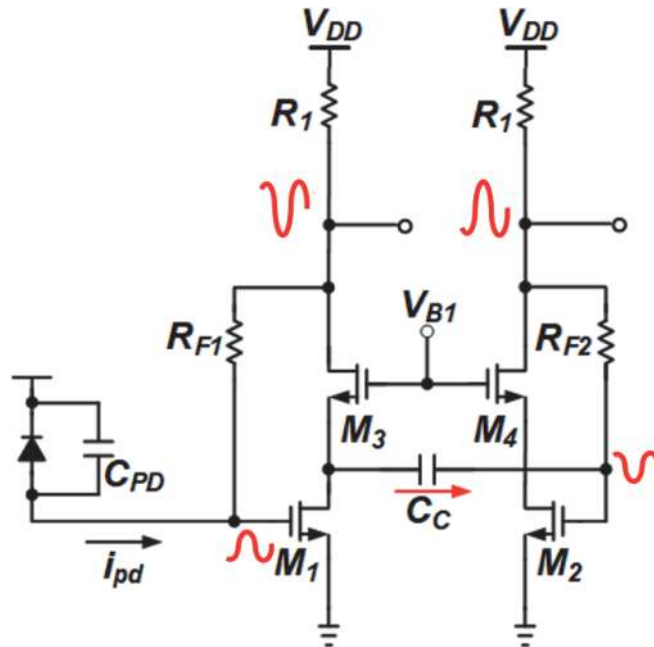 VDD VDD
R1 R1
VB1
RF1 RF2
M3 M4
CPD
CC
ipd M1 M2